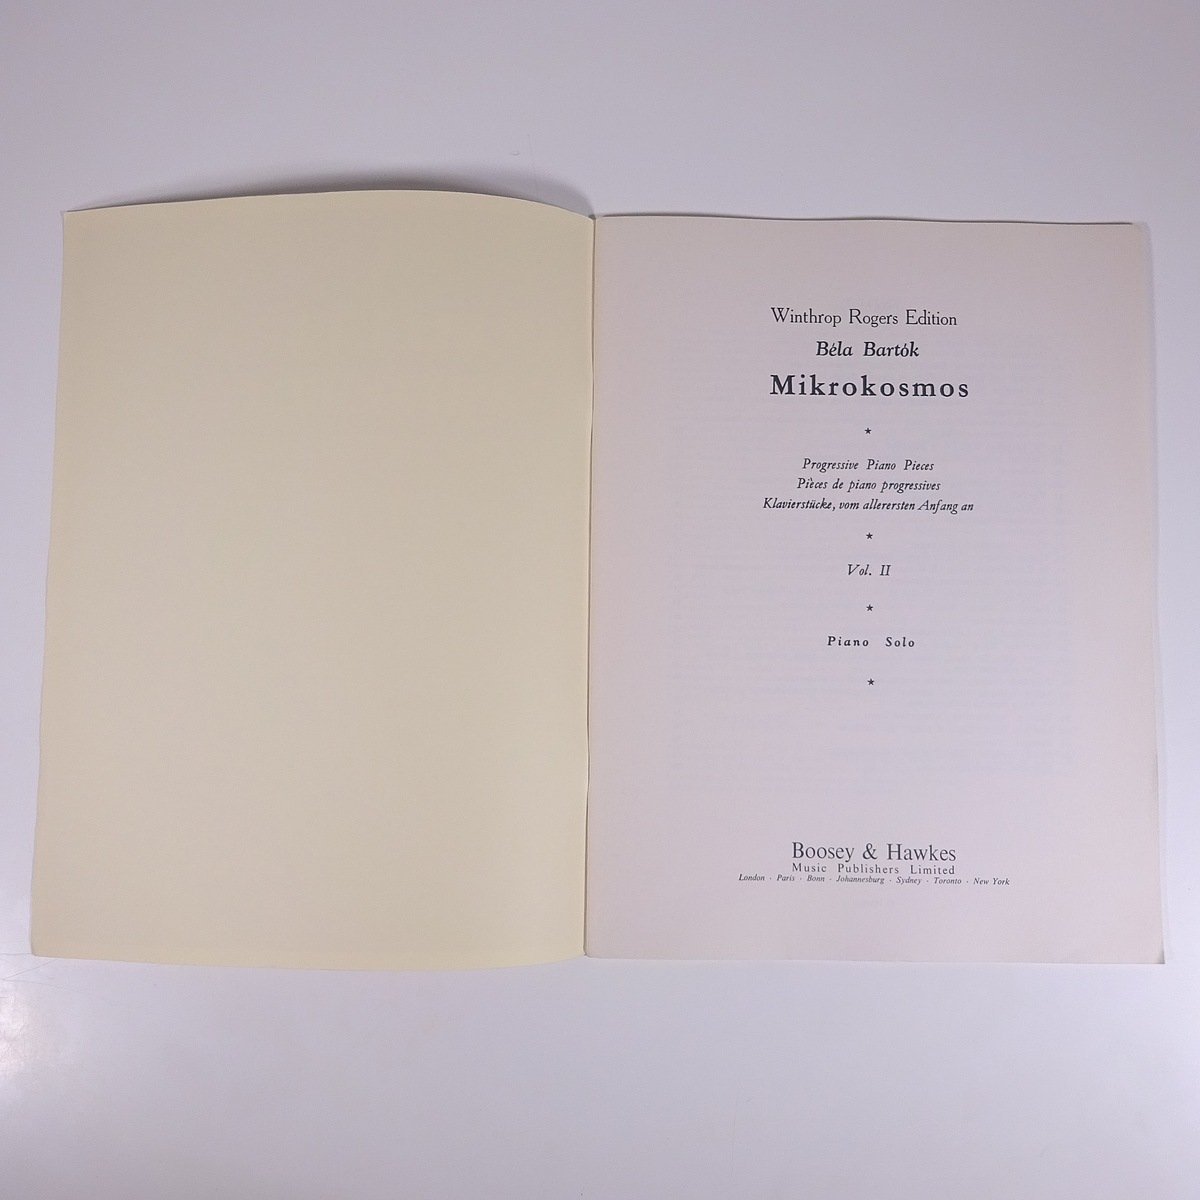 Winthrop Rogers Edition
Béla Bartók
Mikrokosmos
★
Progressive Piano Pieces
Pièces de piano progressives
Klavierstücke, vom allerersten Anfang an
★
Vol. II
★
Piano Solo
★
Boosey & Hawkes
Music Publishers Limited
London · Paris · Bonn · Johannesburg · Sydney · Toronto · New York